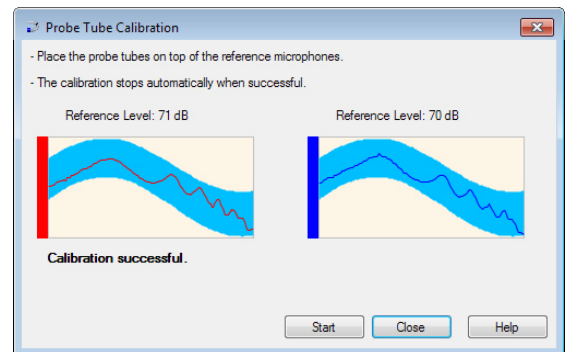 Probe Tube Calibration
- Place the probe tubes on top of the reference microphones.
- The calibration stops automatically when successful.
Reference Level: 71 dB
Reference Level: 70 dB
Calibration successful.
Start
Close
Help